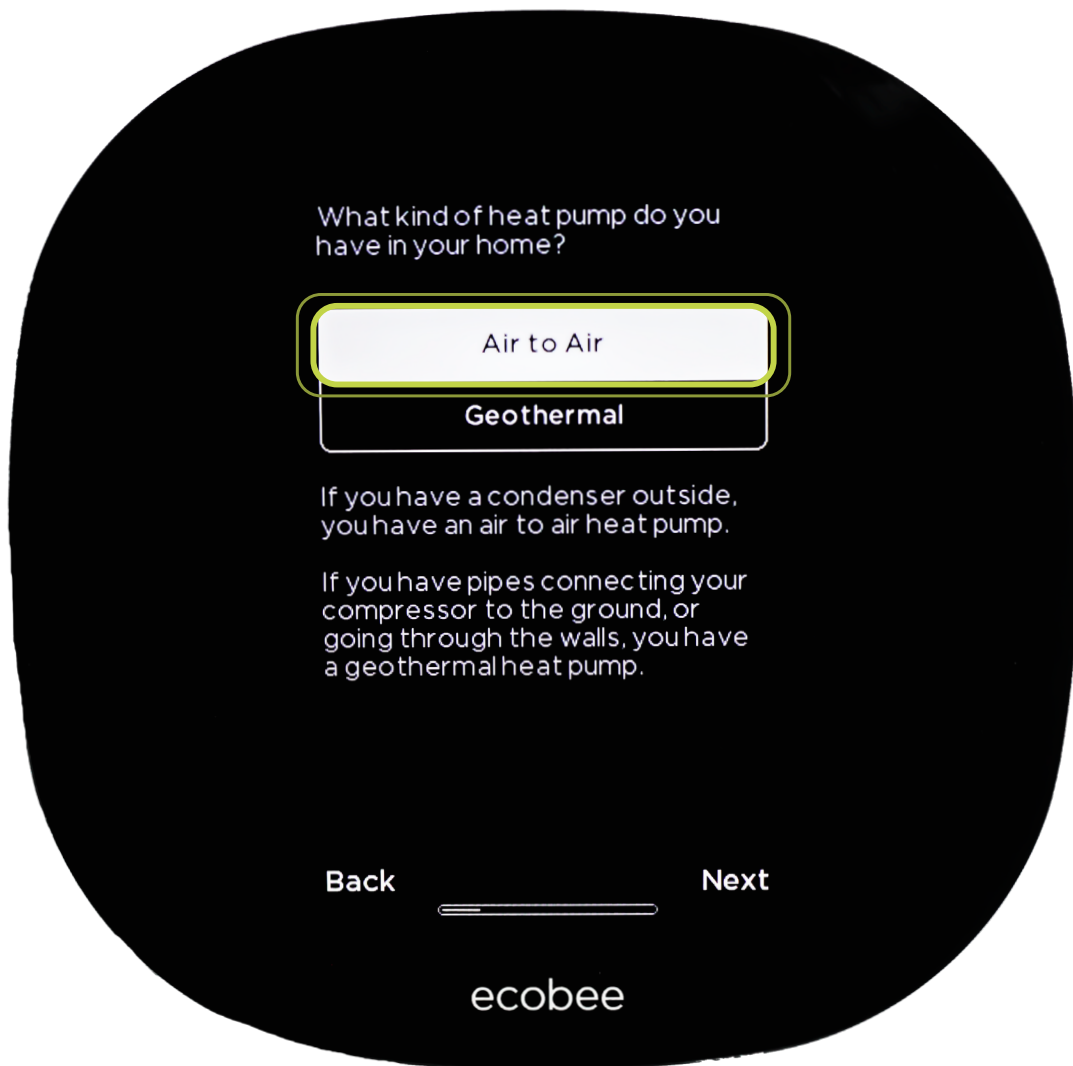 What kind of heat pump do you
have in your home?
Air to Air
Geothermal
If you have a condenser outside,
you have an air to air heat pump.
If you have pipes connecting your
compressor to the ground, or
going through the walls, you have
a geothermal heat pump.
Back
Next
ecobee